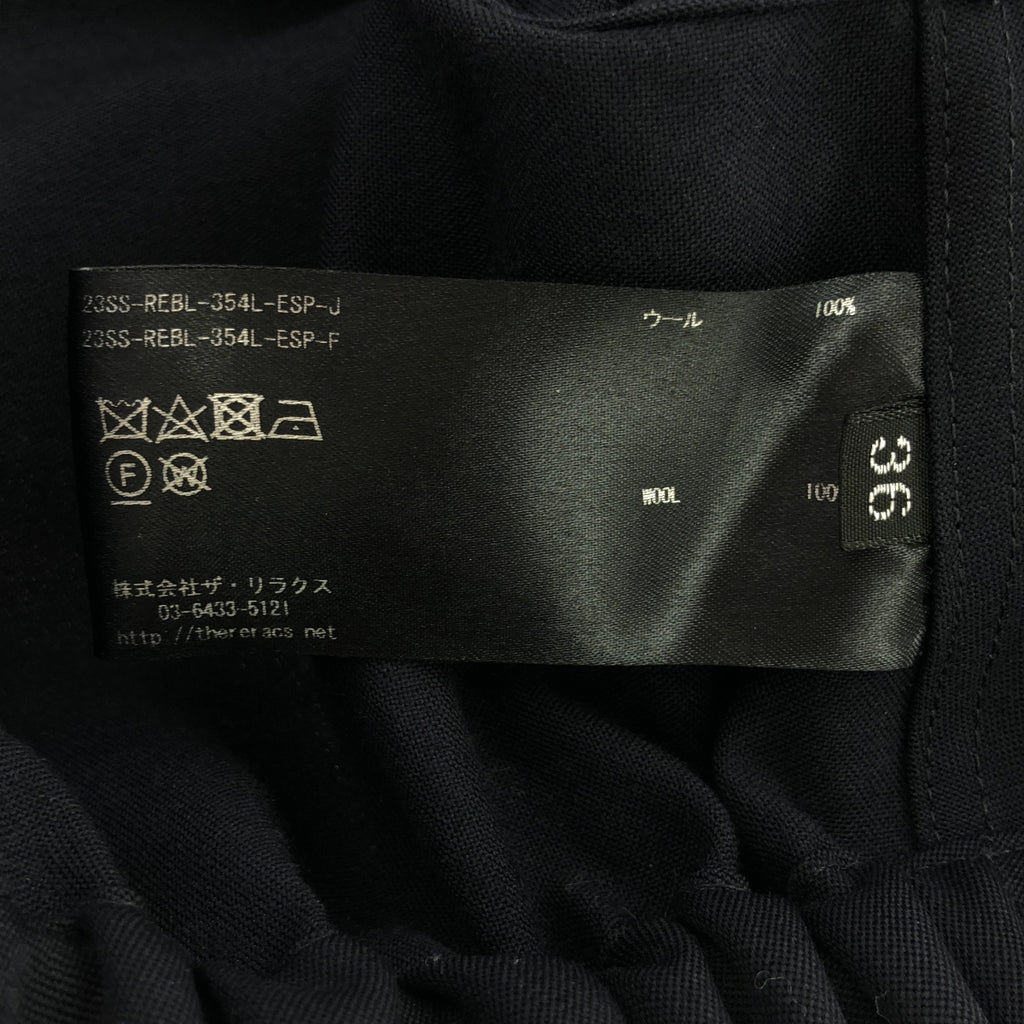 23SS-REBL-354L-ESP-J
23SS-REBL-354L-ESP-F
ウール 100%
F W
WOOL 100
36
株式会社ザ・リラクス
03-6433-5121
http://thereracs.net